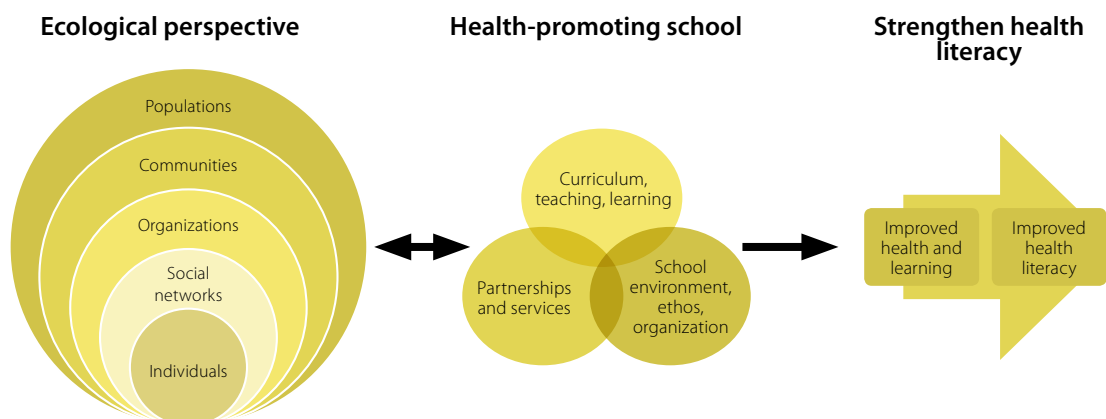 Ecological perspective
Populations
Communities
Organizations
Social
networks
Individuals
Health-promoting school
Curriculum,
teaching, learning
Partnerships
and services
School
environment,
ethos,
organization
Strengthen health
literacy
Improved
health and
learning
Improved
health
literacy